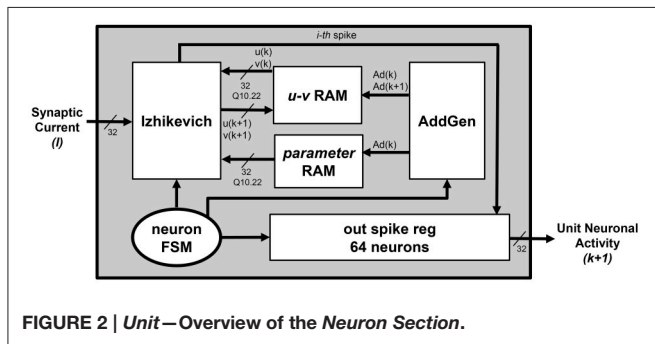 i-th spike
u(k)
v(k)
32
Q10.22
Izhikevich
u-v RAM
Ad(k)
Ad(k+1)
AddGen
Synaptic
Current
(I)
32
u(k+1)
v(k+1)
32
Q10.22
parameter
RAM
Ad(k)
neuron
FSM
out spike reg
64 neurons
32
Unit Neuronal
Activity
(k+1)
FIGURE 2 | Unit—Overview of the Neuron Section.